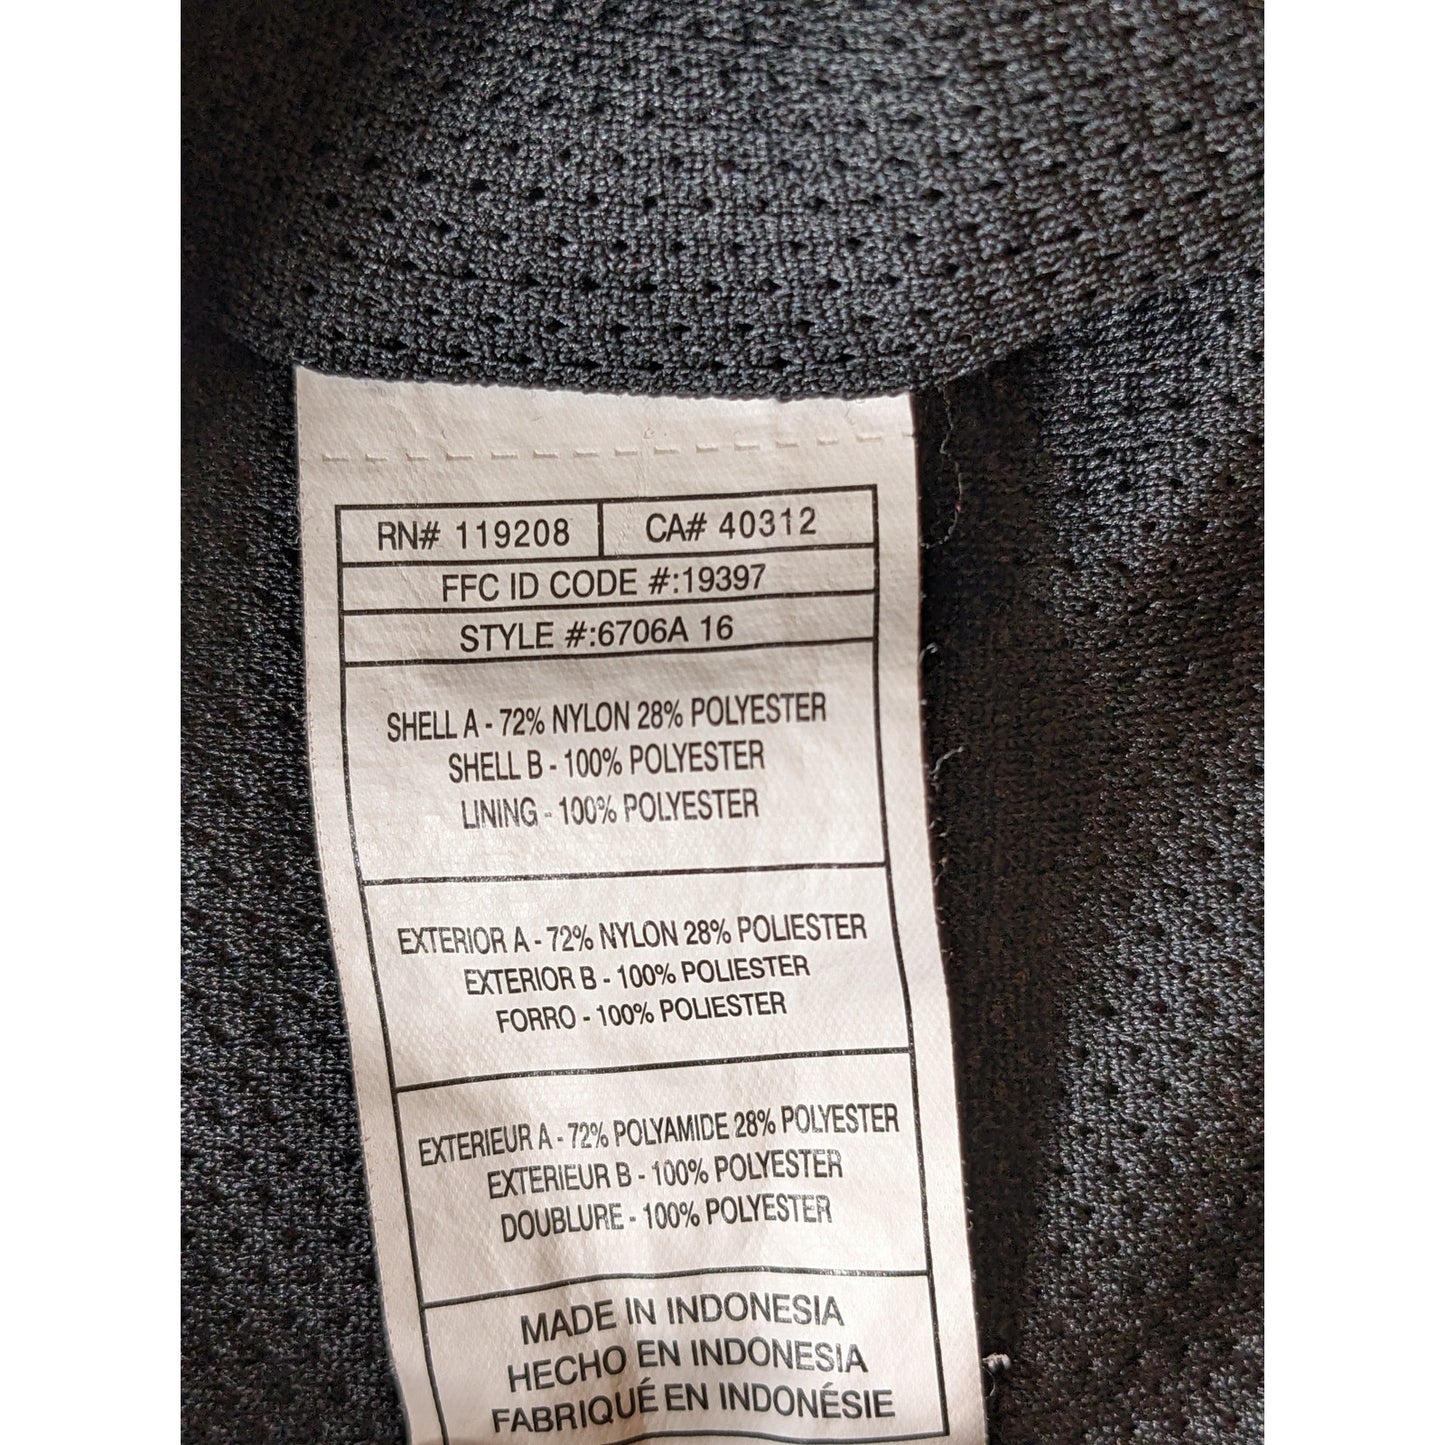 RN# 119208 CA# 40312
FFC ID CODE #:19397
STYLE #:6706A 16
SHELL A - 72% NYLON 28% POLYESTER
SHELL B - 100% POLYESTER
LINING - 100% POLYESTER
EXTERIOR A - 72% NYLON 28% POLIESTER
EXTERIOR B - 100% POLIESTER
FORRO - 100% POLIESTER
EXTERIEUR A - 72% POLYAMIDE 28% POLYESTER
EXTERIEUR B - 100% POLYESTER
DOUBLURE - 100% POLYESTER
MADE IN INDONESIA
HECHO EN INDONESIA
FABRIQUÉ EN INDONÉSIE